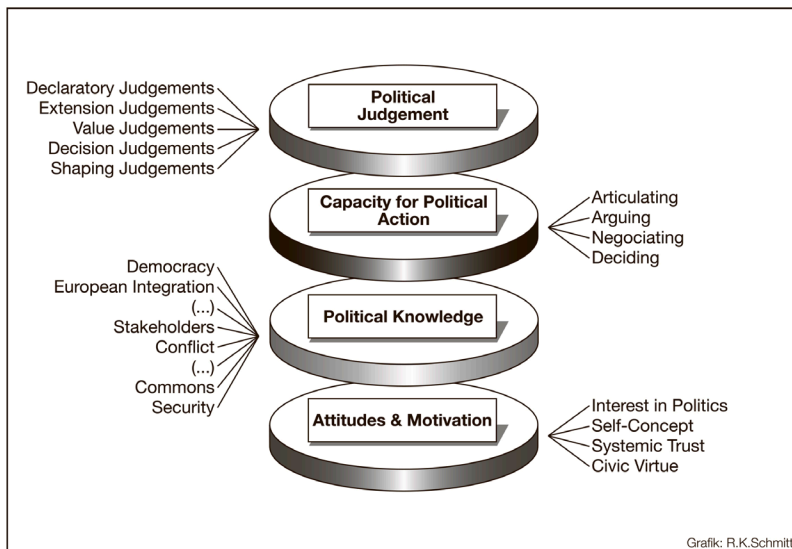 Declaratory Judgements
Extension Judgements
Value Judgements
Decision Judgements
Shaping Judgements
Political
Judgement
Capacity for Political
Action
Articulating
Arguing
Negociating
Deciding
Democracy
European Integration
(...)
Stakeholders
Conflict
(...)
Commons
Security
Political Knowledge
Attitudes & Motivation
Interest in Politics
Self-Concept
Systemic Trust
Civic Virtue
Grafik: R.K.Schmitt